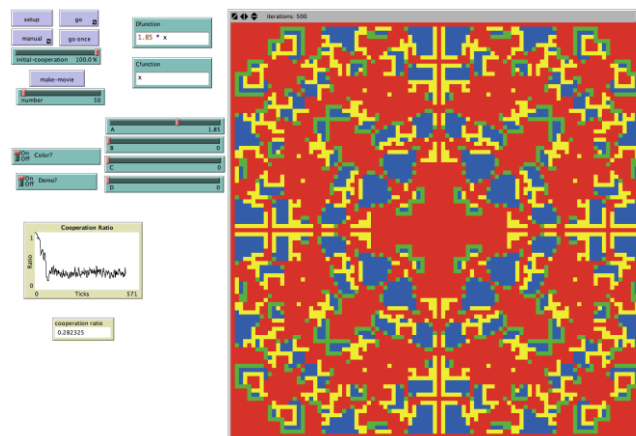 setup
go
manual
go once
initial-cooperation 100.0%
make-movie
number 50
On
Off
Color?
On
Off
Demo?
Dfunction
1.85 * x
Cfunction
x
A 1.85
B 0
C 0
D 0
Cooperation Ratio
1
Ratio
0
0 Ticks 571
cooperation ratio
0.282325
Iterations: 500